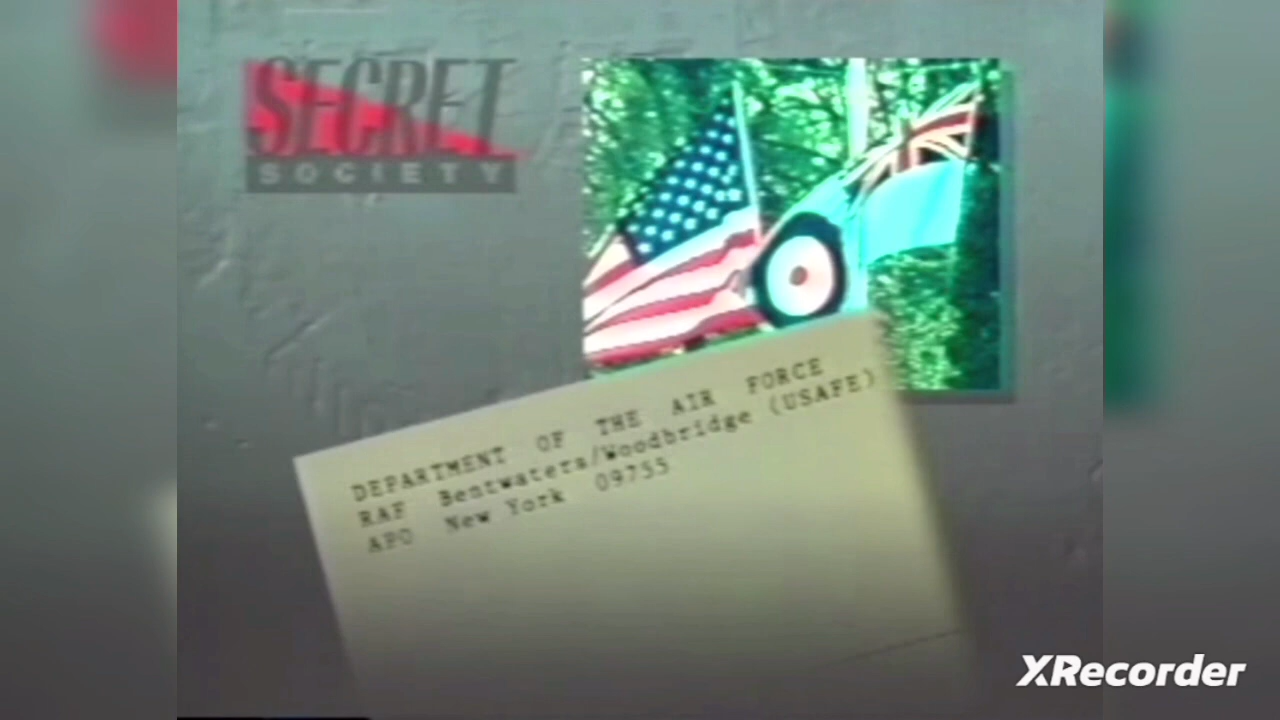 SECRET
SOCIETY
DEPARTMENT OF THE AIR FORCE
RAF Bentwaters/Woodbridge (USAFE)
APO New York 09755
XRecorder